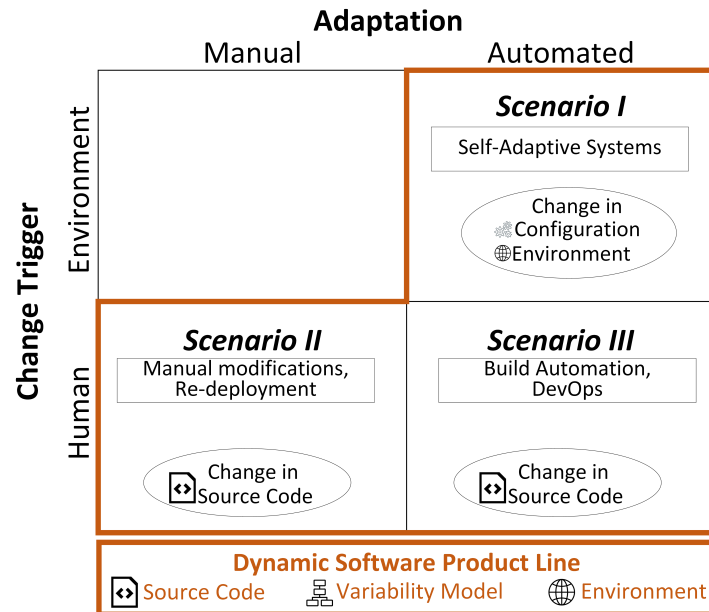 Adaptation
Manual
Automated
Change Trigger
Environment
Human
Scenario I
Self-Adaptive Systems
Change in
Configuration
Environment
Scenario II
Manual modifications,
Re-deployment
Change in
Source Code
Scenario III
Build Automation,
DevOps
Change in
Source Code
Dynamic Software Product Line
Source Code
Variability Model
Environment